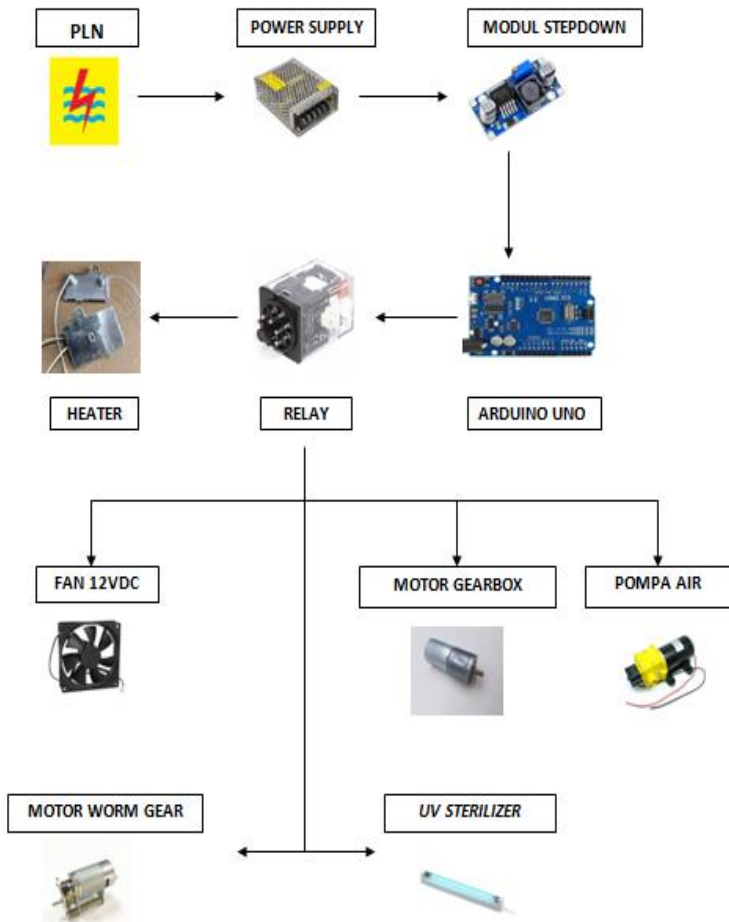 PLN
POWER SUPPLY
MODUL STEPDOWN
HEATER
RELAY
ARDUINO UNO
FAN 12VDC
MOTOR GEARBOX
POMPA AIR
MOTOR WORM GEAR
UV STERILIZER